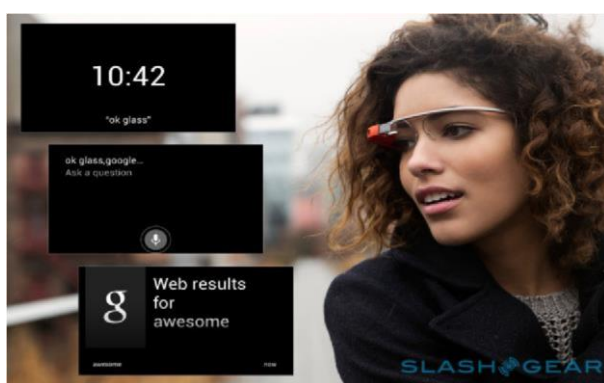 10:42
"ok glass"
ok glass,google...
Ask a question
g
Web results
for
awesome
awesome
now
SLASHGEAR